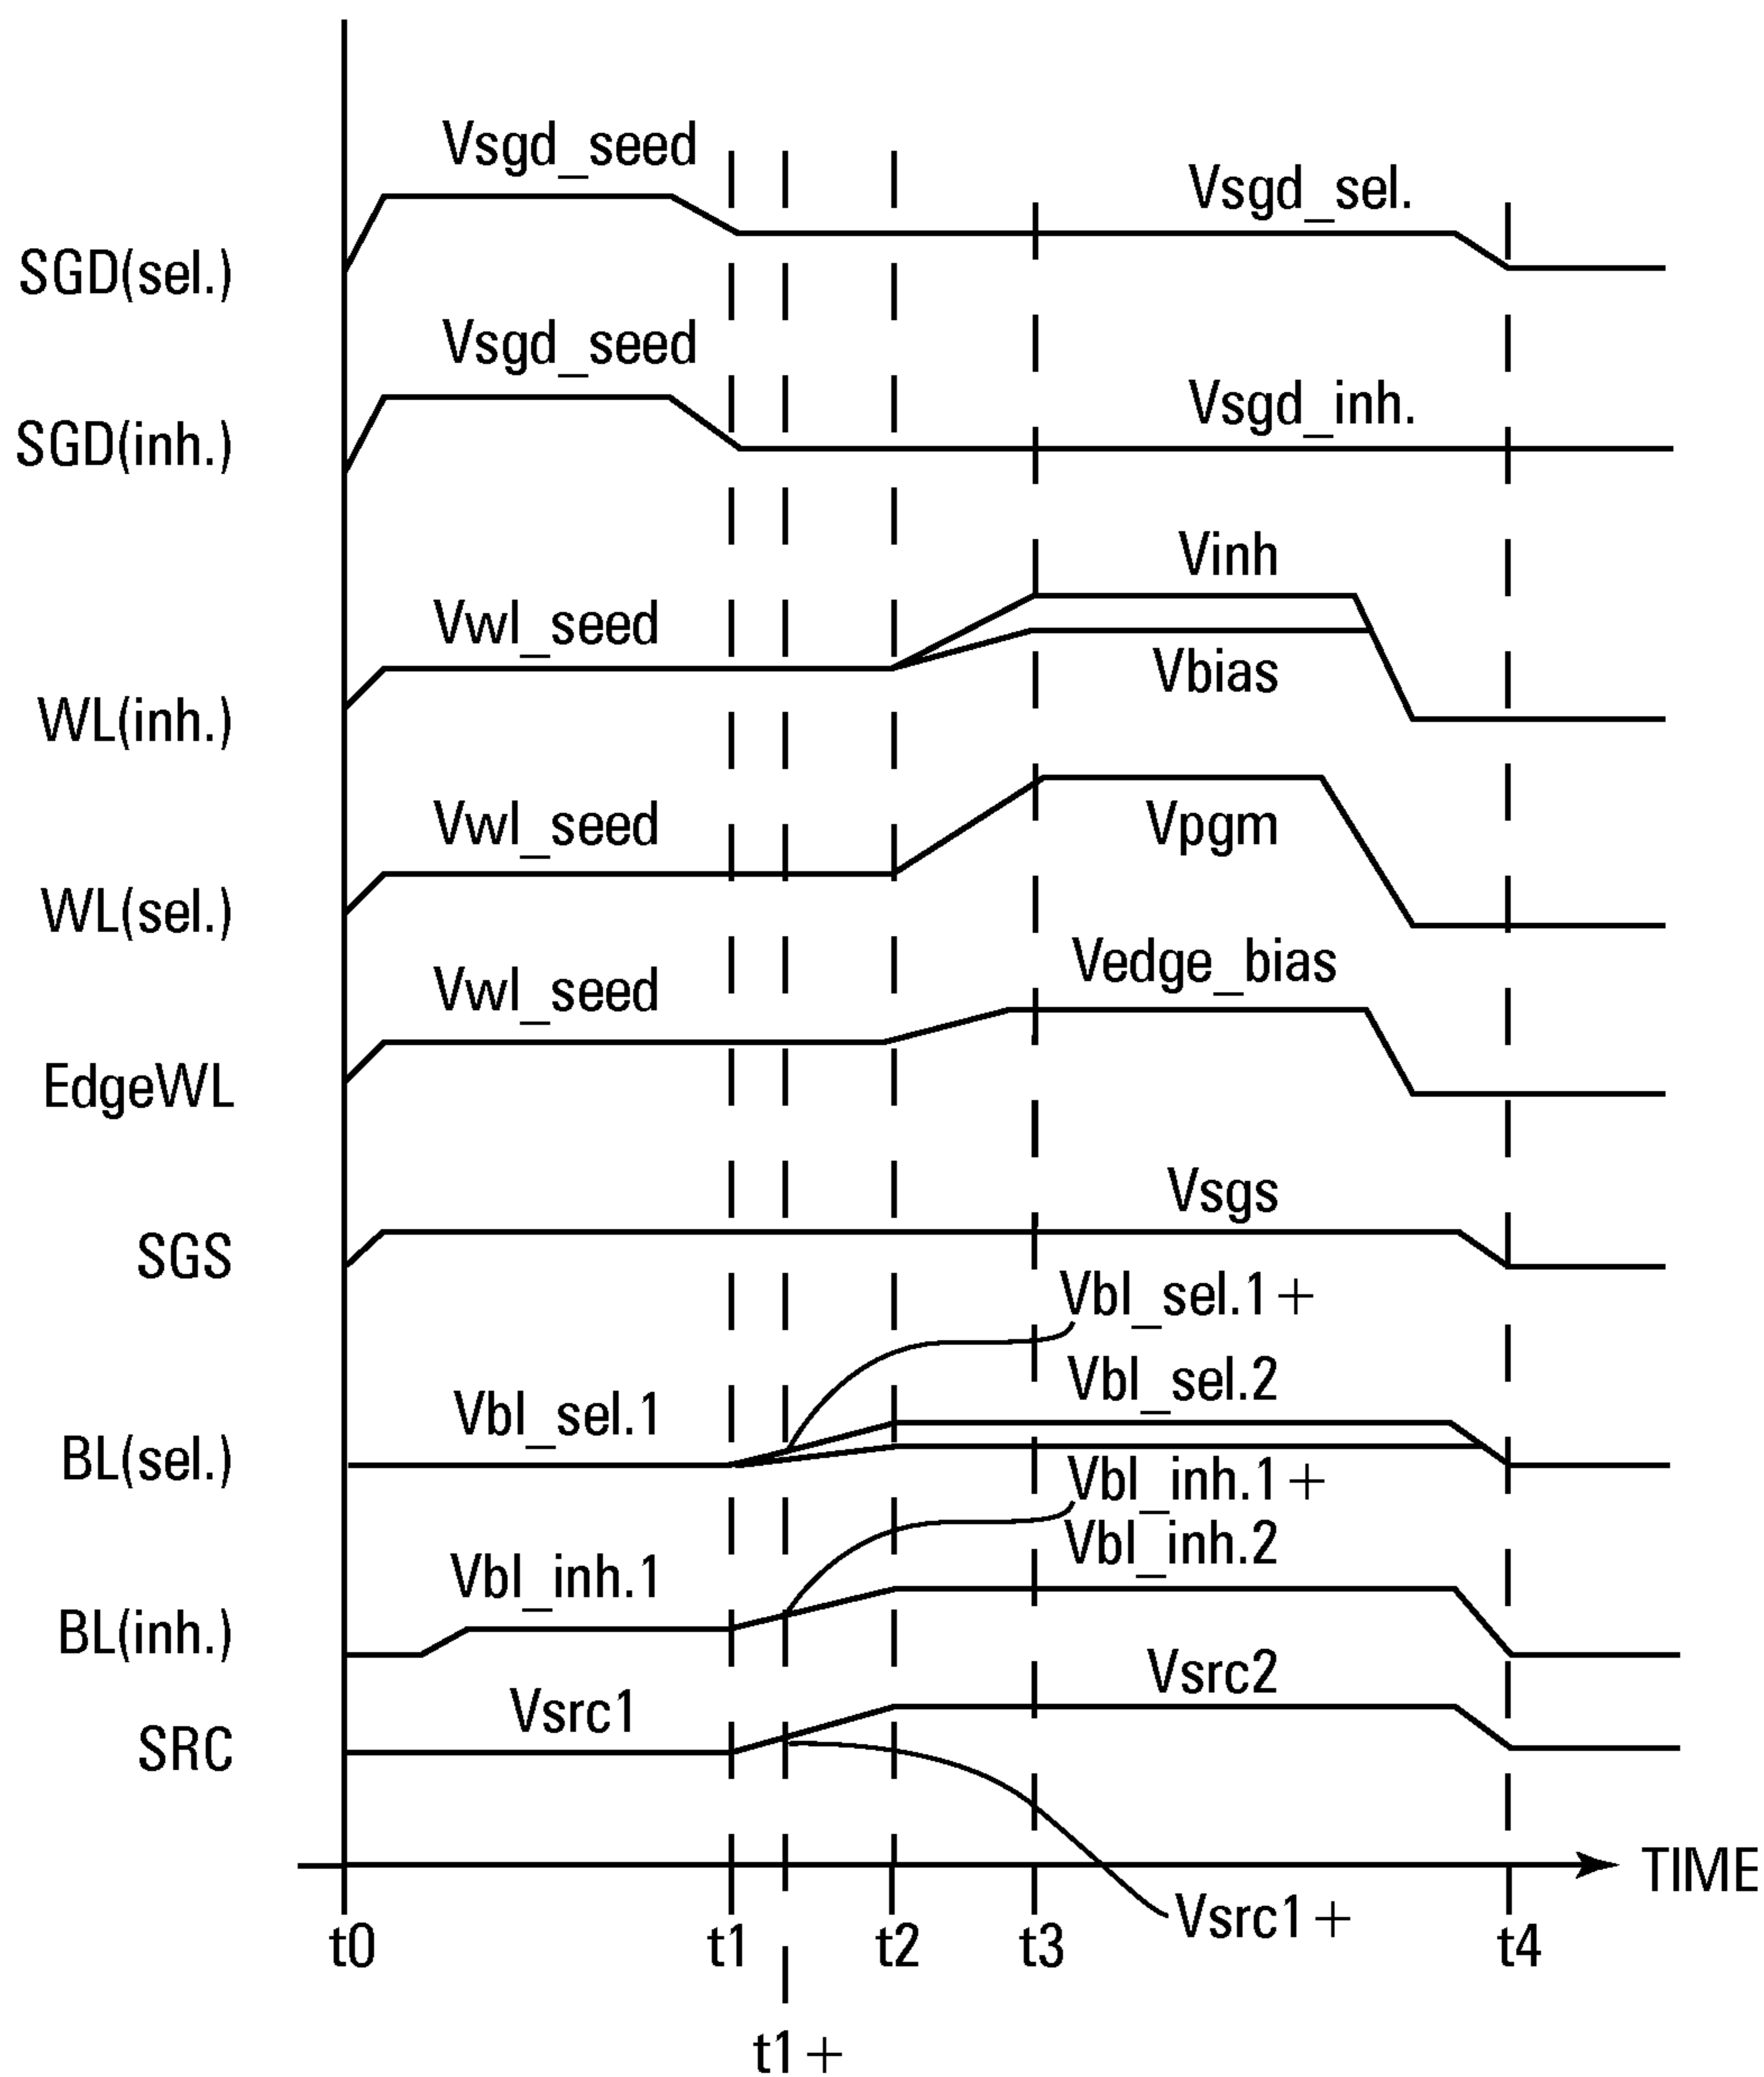 Vsgd_seed
Vsgd_sel.
SGD(sel.)
Vsgd_seed
Vsgd_inh.
SGD(inh.)
Vinh
Vwl_seed
Vbias
WL(inh.)
Vwl_seed
Vpgm
WL(sel.)
Vedge_bias
Vwl_seed
EdgeWL
Vsgs
SGS
Vbl_sel.1+
Vbl_sel.2
Vbl_sel.1
BL(sel.)
Vbl_inh.1+
Vbl_inh.2
Vbl_inh.1
BL(inh.)
Vsrc2
Vsrc1
SRC
TIME
Vsrc1+
t0 t1 t2 t3 t4
t1+